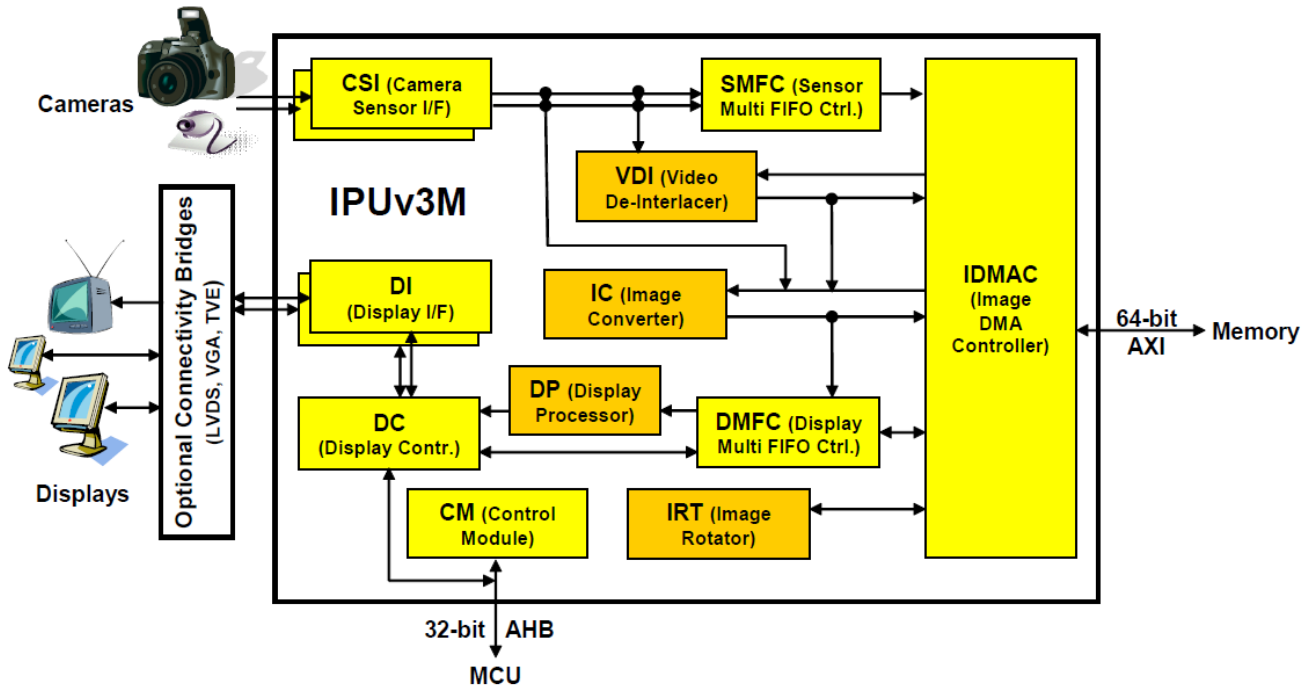 Cameras
CSI (Camera
Sensor I/F)
SMFC (Sensor
Multi FIFO Ctrl.)
VDI (Video
De-Interlacer)
IPUv3M
Optional Connectivity Bridges
(LVDS, VGA, TVE)
DI
(Display I/F)
IC (Image
Converter)
IDMAC
(Image
DMA
Controller)
64-bit
AXI
Memory
DP (Display
Processor)
DC
(Display Contr.)
DMFC (Display
Multi FIFO Ctrl.)
Displays
CM (Control
Module)
IRT (Image
Rotator)
32-bit AHB
MCU